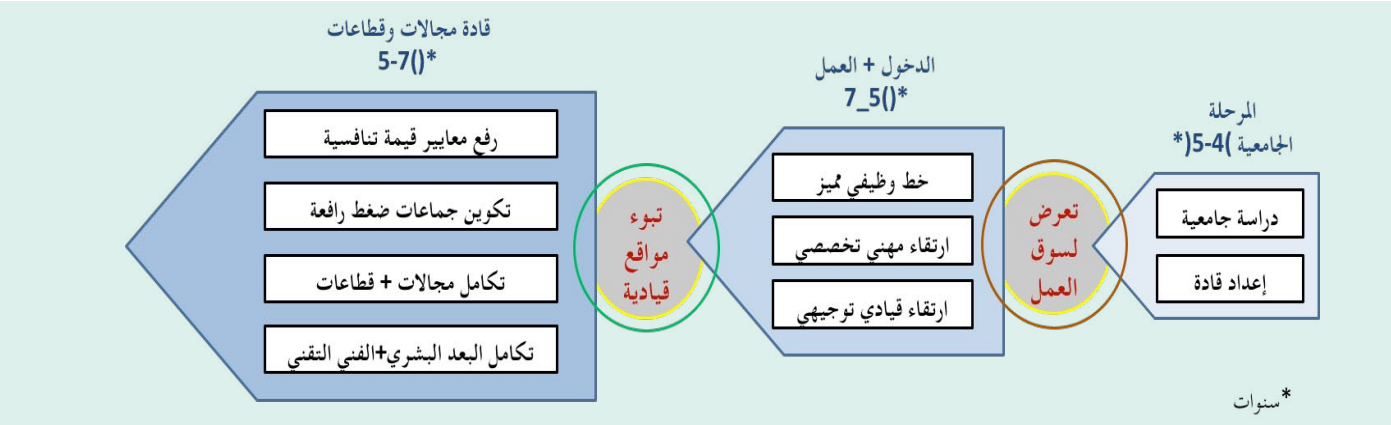 المرحلة
الجامعية )4-5(*
دراسة جامعية
إعداد قادة
تعرض
لسوق
العمل
الدخول + العمل
7_5()*
خط وظيفي مميز
ارتقاء مهني تخصصي
ارتقاء قيادي توجيهي
تبوء
مواقع
قيادية
قادة مجالات وقطاعات
5-7()*
رفع معايير قيمة تنافسية
تكوين جماعات ضغط رافعة
تكامل مجالات + قطاعات
تكامل البعد البشري+الفني التقني
*سنوات